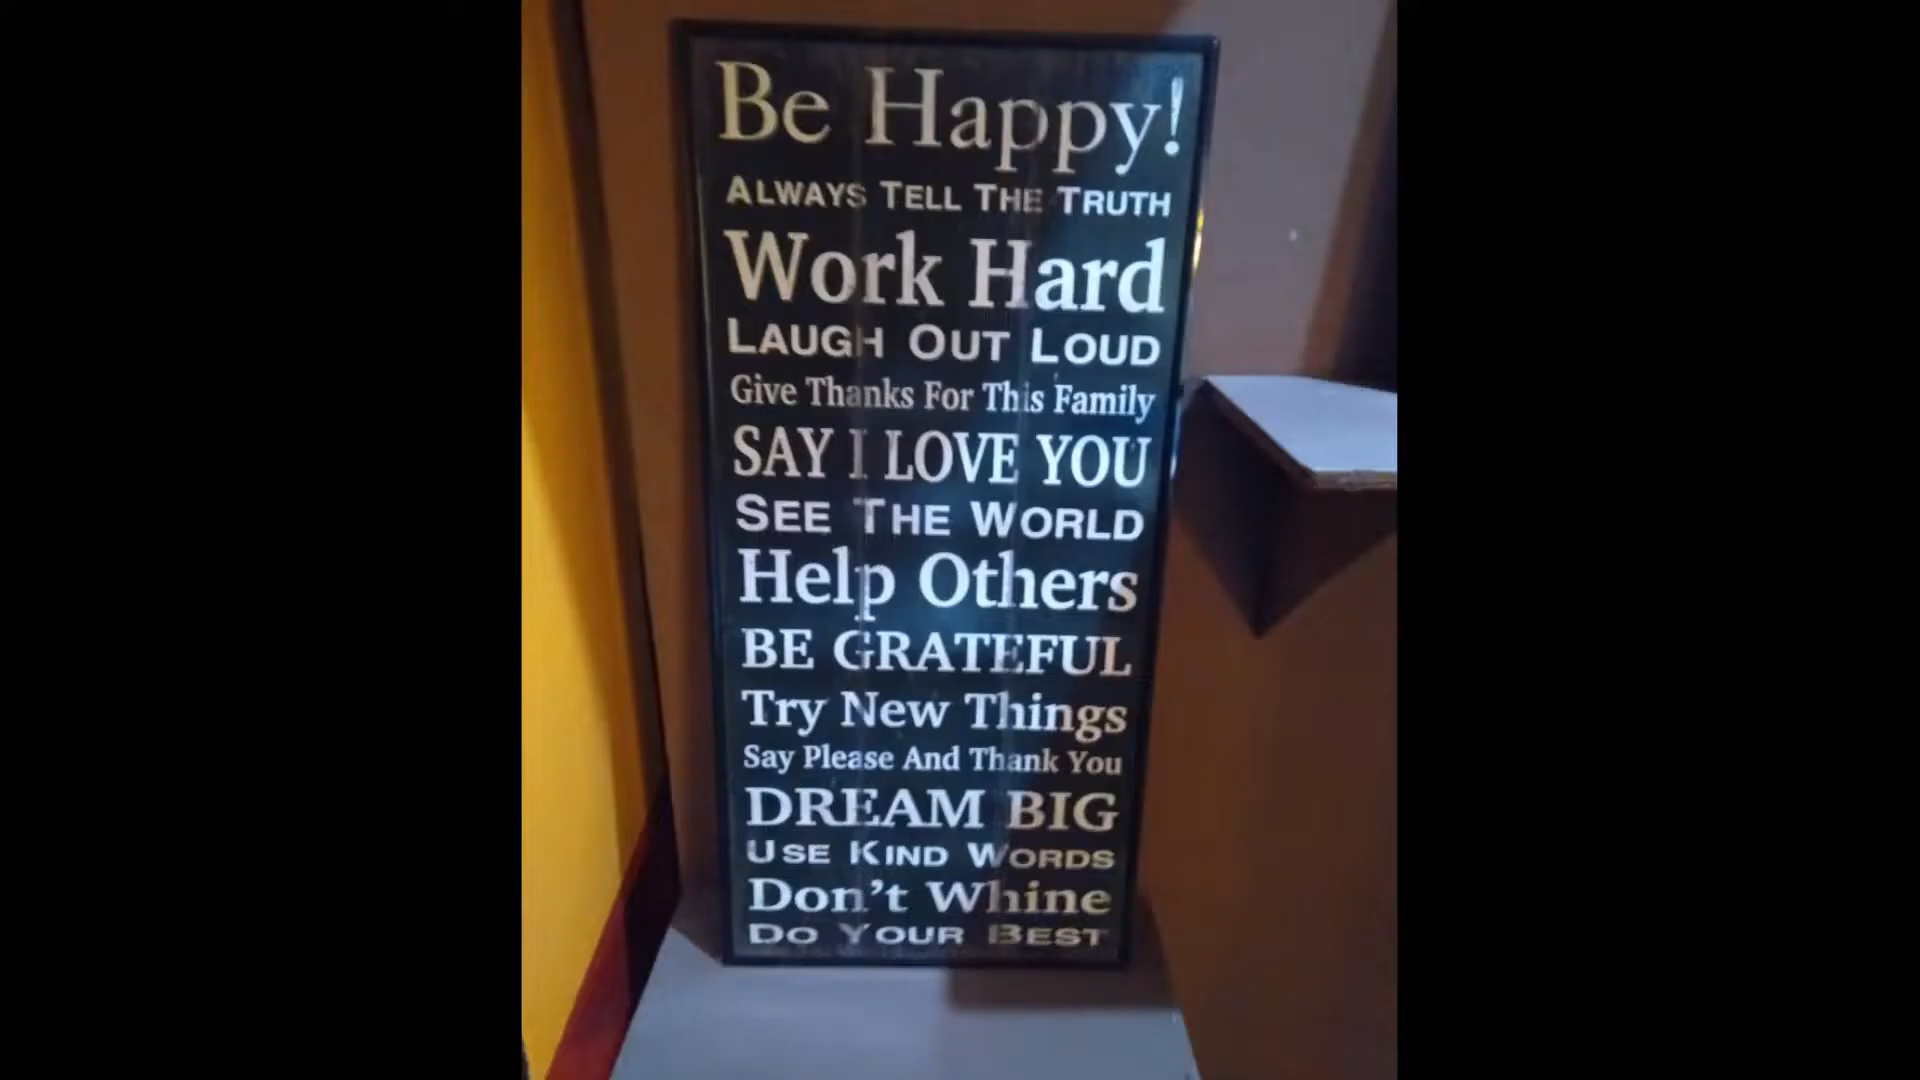 Be Happy!
ALWAYS TELL THE TRUTH
Work Hard
LAUGH OUT LOUD
Give Thanks For This Family
SAY I LOVE YOU
SEE THE WORLD
Help Others
BE GRATEFUL
Try New Things
Say Please And Thank You
DREAM BIG
USE KIND WORDS
Don't Whine
DO YOUR BEST